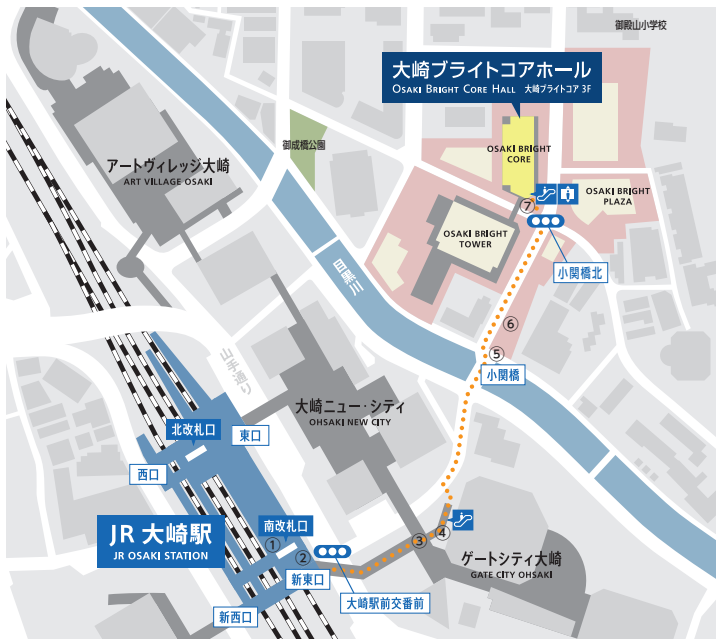 御殿山小学校
大崎ブライトコアホール
OSAKI BRIGHT CORE HALL 大崎ブライトコア 3F
御成橋公園
OSAKI BRIGHT
CORE
アートヴィレッジ大崎
ART VILLAGE OSAKI
OSAKI BRIGHT
PLAZA
⑦
OSAKI BRIGHT
TOWER
小関橋北
目黒川
⑥
山手通り
⑤
小関橋
大崎ニュー・シティ
OHSAKI NEW CITY
北改札口
東口
西口
JR 大崎駅
JR OSAKI STATION
南改札口
①
②
③
④
ゲートシティ大崎
GATE CITY OHSAKI
新東口
大崎駅前交番前
新西口